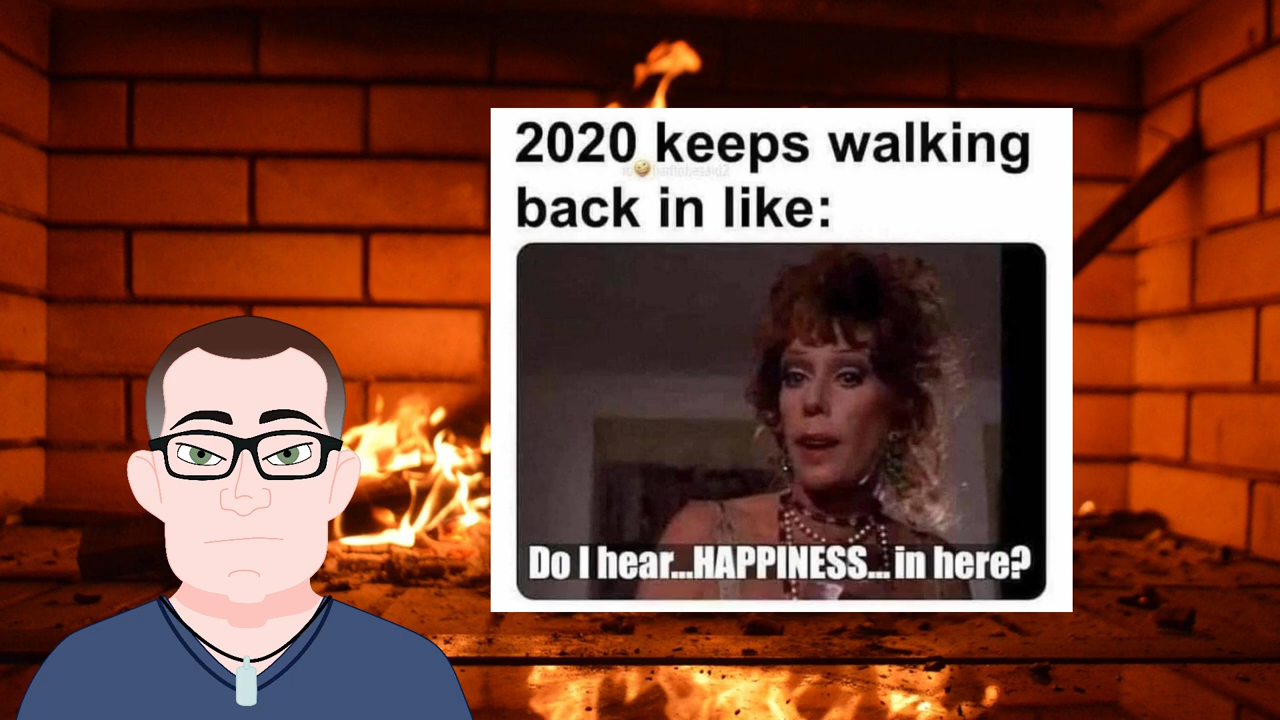 2020 keeps walking
back in like:
Do I hear...HAPPINESS... in here?